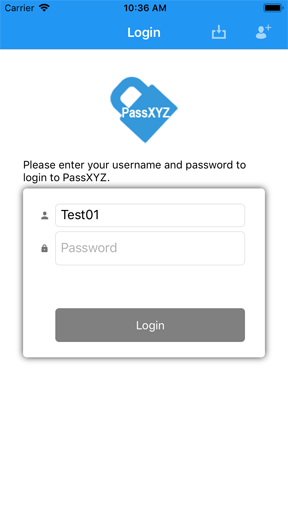 Carrier 10:36 AM
Login
PassXYZ
Please enter your username and password to
login to PassXYZ.
Test01
Password
Login